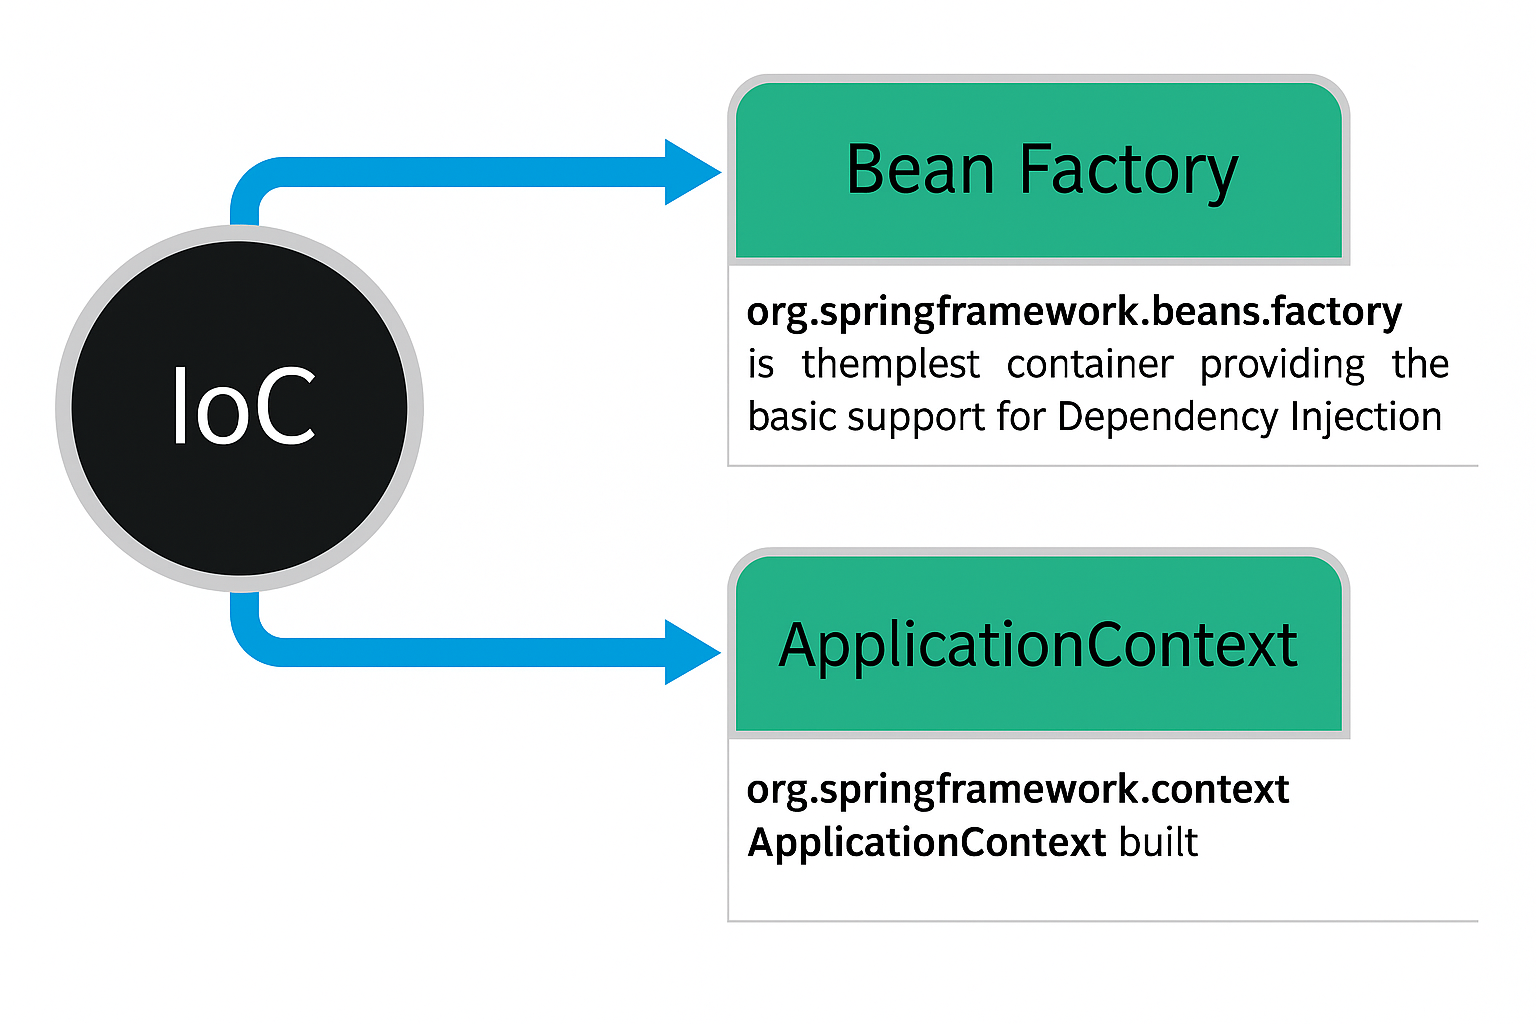 IoC
Bean Factory
org.springframework.beans.factory
is themplest container providing the
basic support for Dependency Injection
ApplicationContext
org.springframework.context
ApplicationContext built